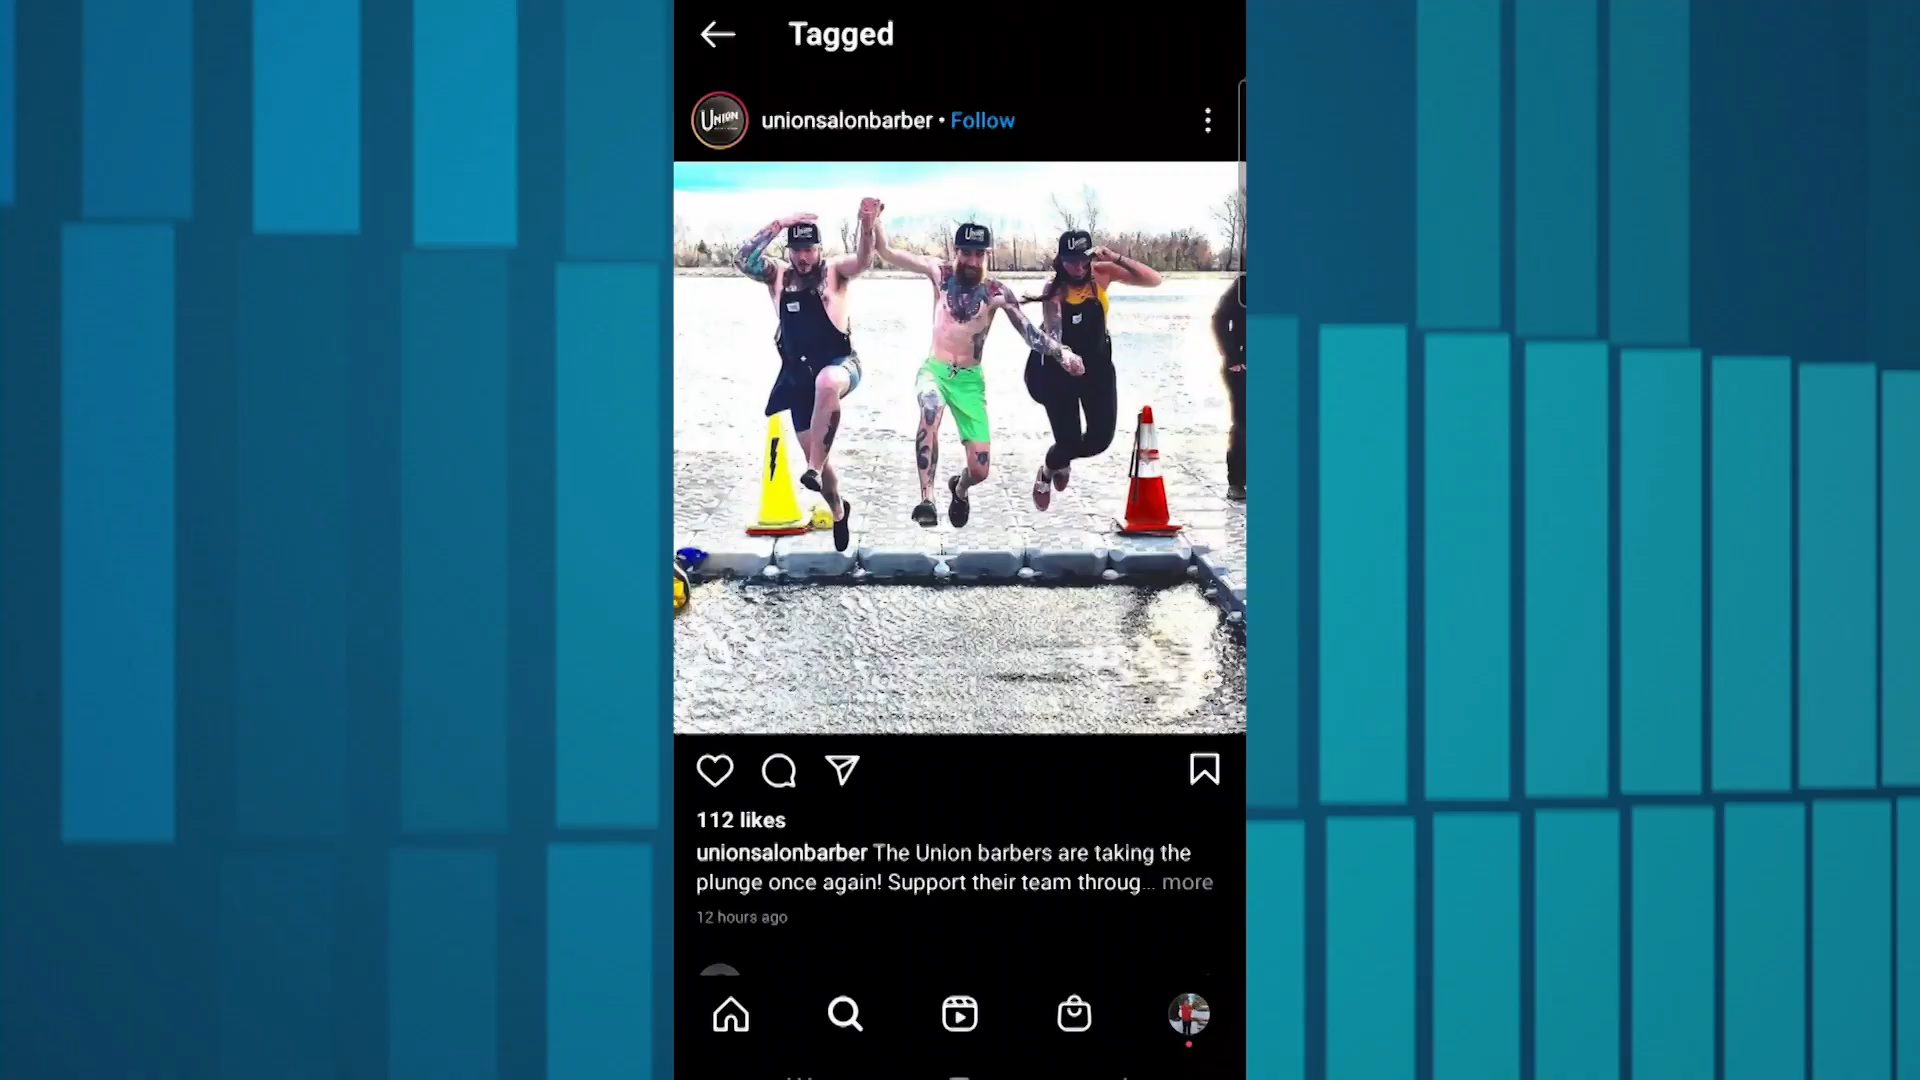 Tagged
UNION
unionsalonbarber • Follow
112 likes
unionsalonbarber The Union barbers are taking the
plunge once again! Support their team throug... more
12 hours ago